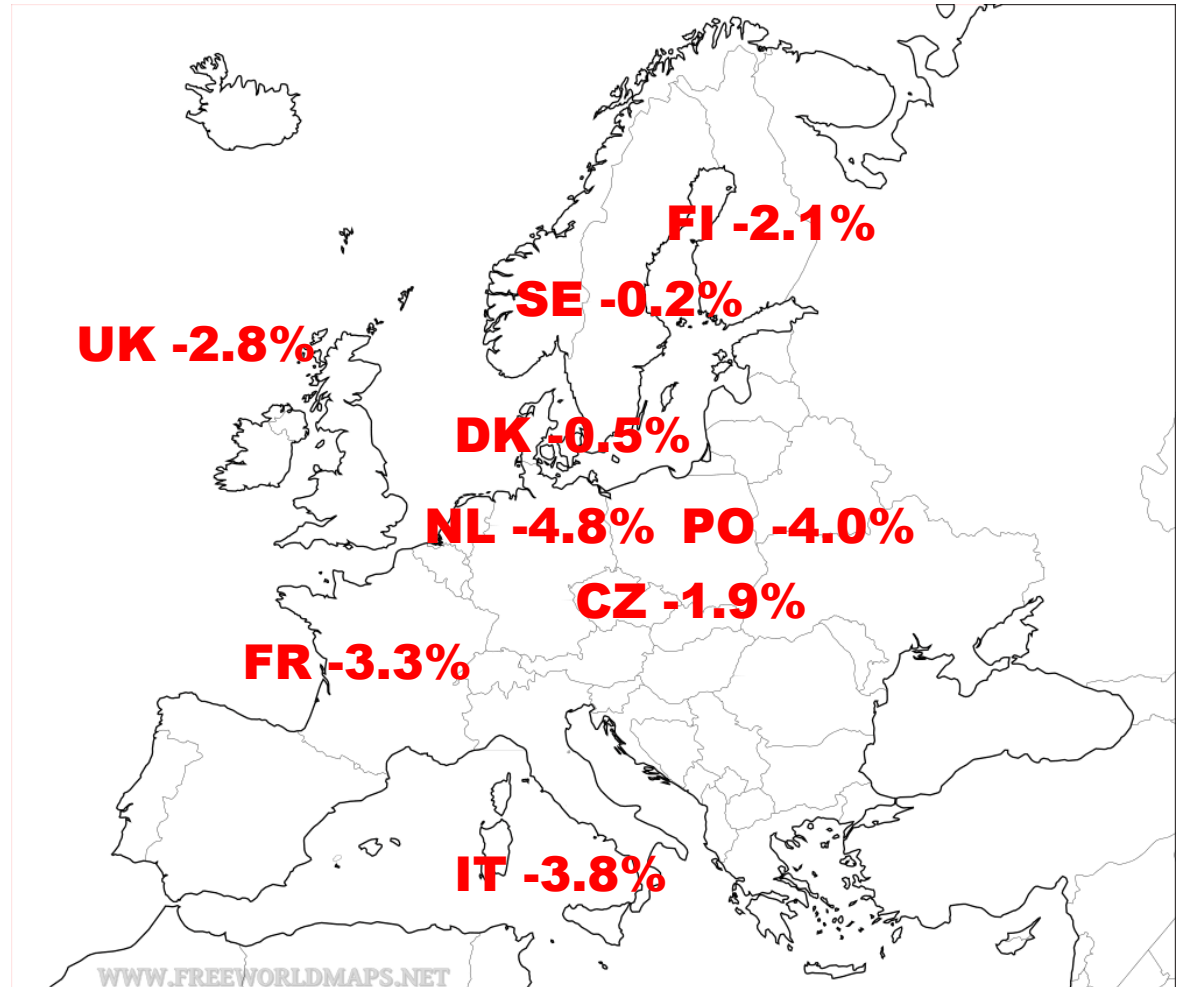 FI -2.1%
SE -0.2%
UK -2.8%
DK -0.5%
NL -4.8% PO -4.0%
CZ -1.9%
FR -3.3%
IT -3.8%
WWW.FREEWORLDMAPS.NET